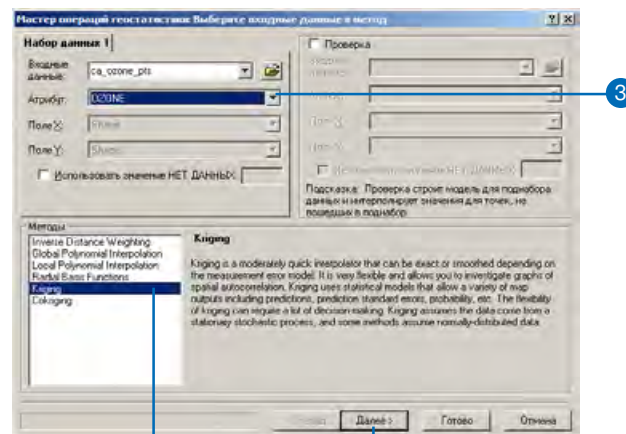 Мастер операций геостатистики: Выберите входные данные и метод
Набор данных 1
Входные данные:
ca_ozone_pts
Атрибут:
OZONE
Поле X:
Shape
Поле Y:
Shape
Использовать значение НЕТ ДАННЫХ:
Проверка
Поле X:
Подсказка: Проверка строит модель для поднабора
данных и интерполирует значения для точек, не
вошедших в поднабор.
3
Методы
Inverse Distance Weighting
Global Polynomial Interpolation
Local Polynomial Interpolation
Radial Basis Functions
Kriging
Cokriging
Kriging
Kriging is a moderately quick interpolator that can be exact or smoothed depending on
the measurement error model. It is very flexible and allows you to investigate graphs of
spatial autocorrelation. Kriging uses statistical models that allow a variety of map
outputs including predictions, prediction standard errors, probability, etc. The flexibility
of kriging can require a lot of decision-making. Kriging assumes the data come from a
stationary stochastic process, and some methods assume normally-distributed data.
Далее >
Готово
Отмена